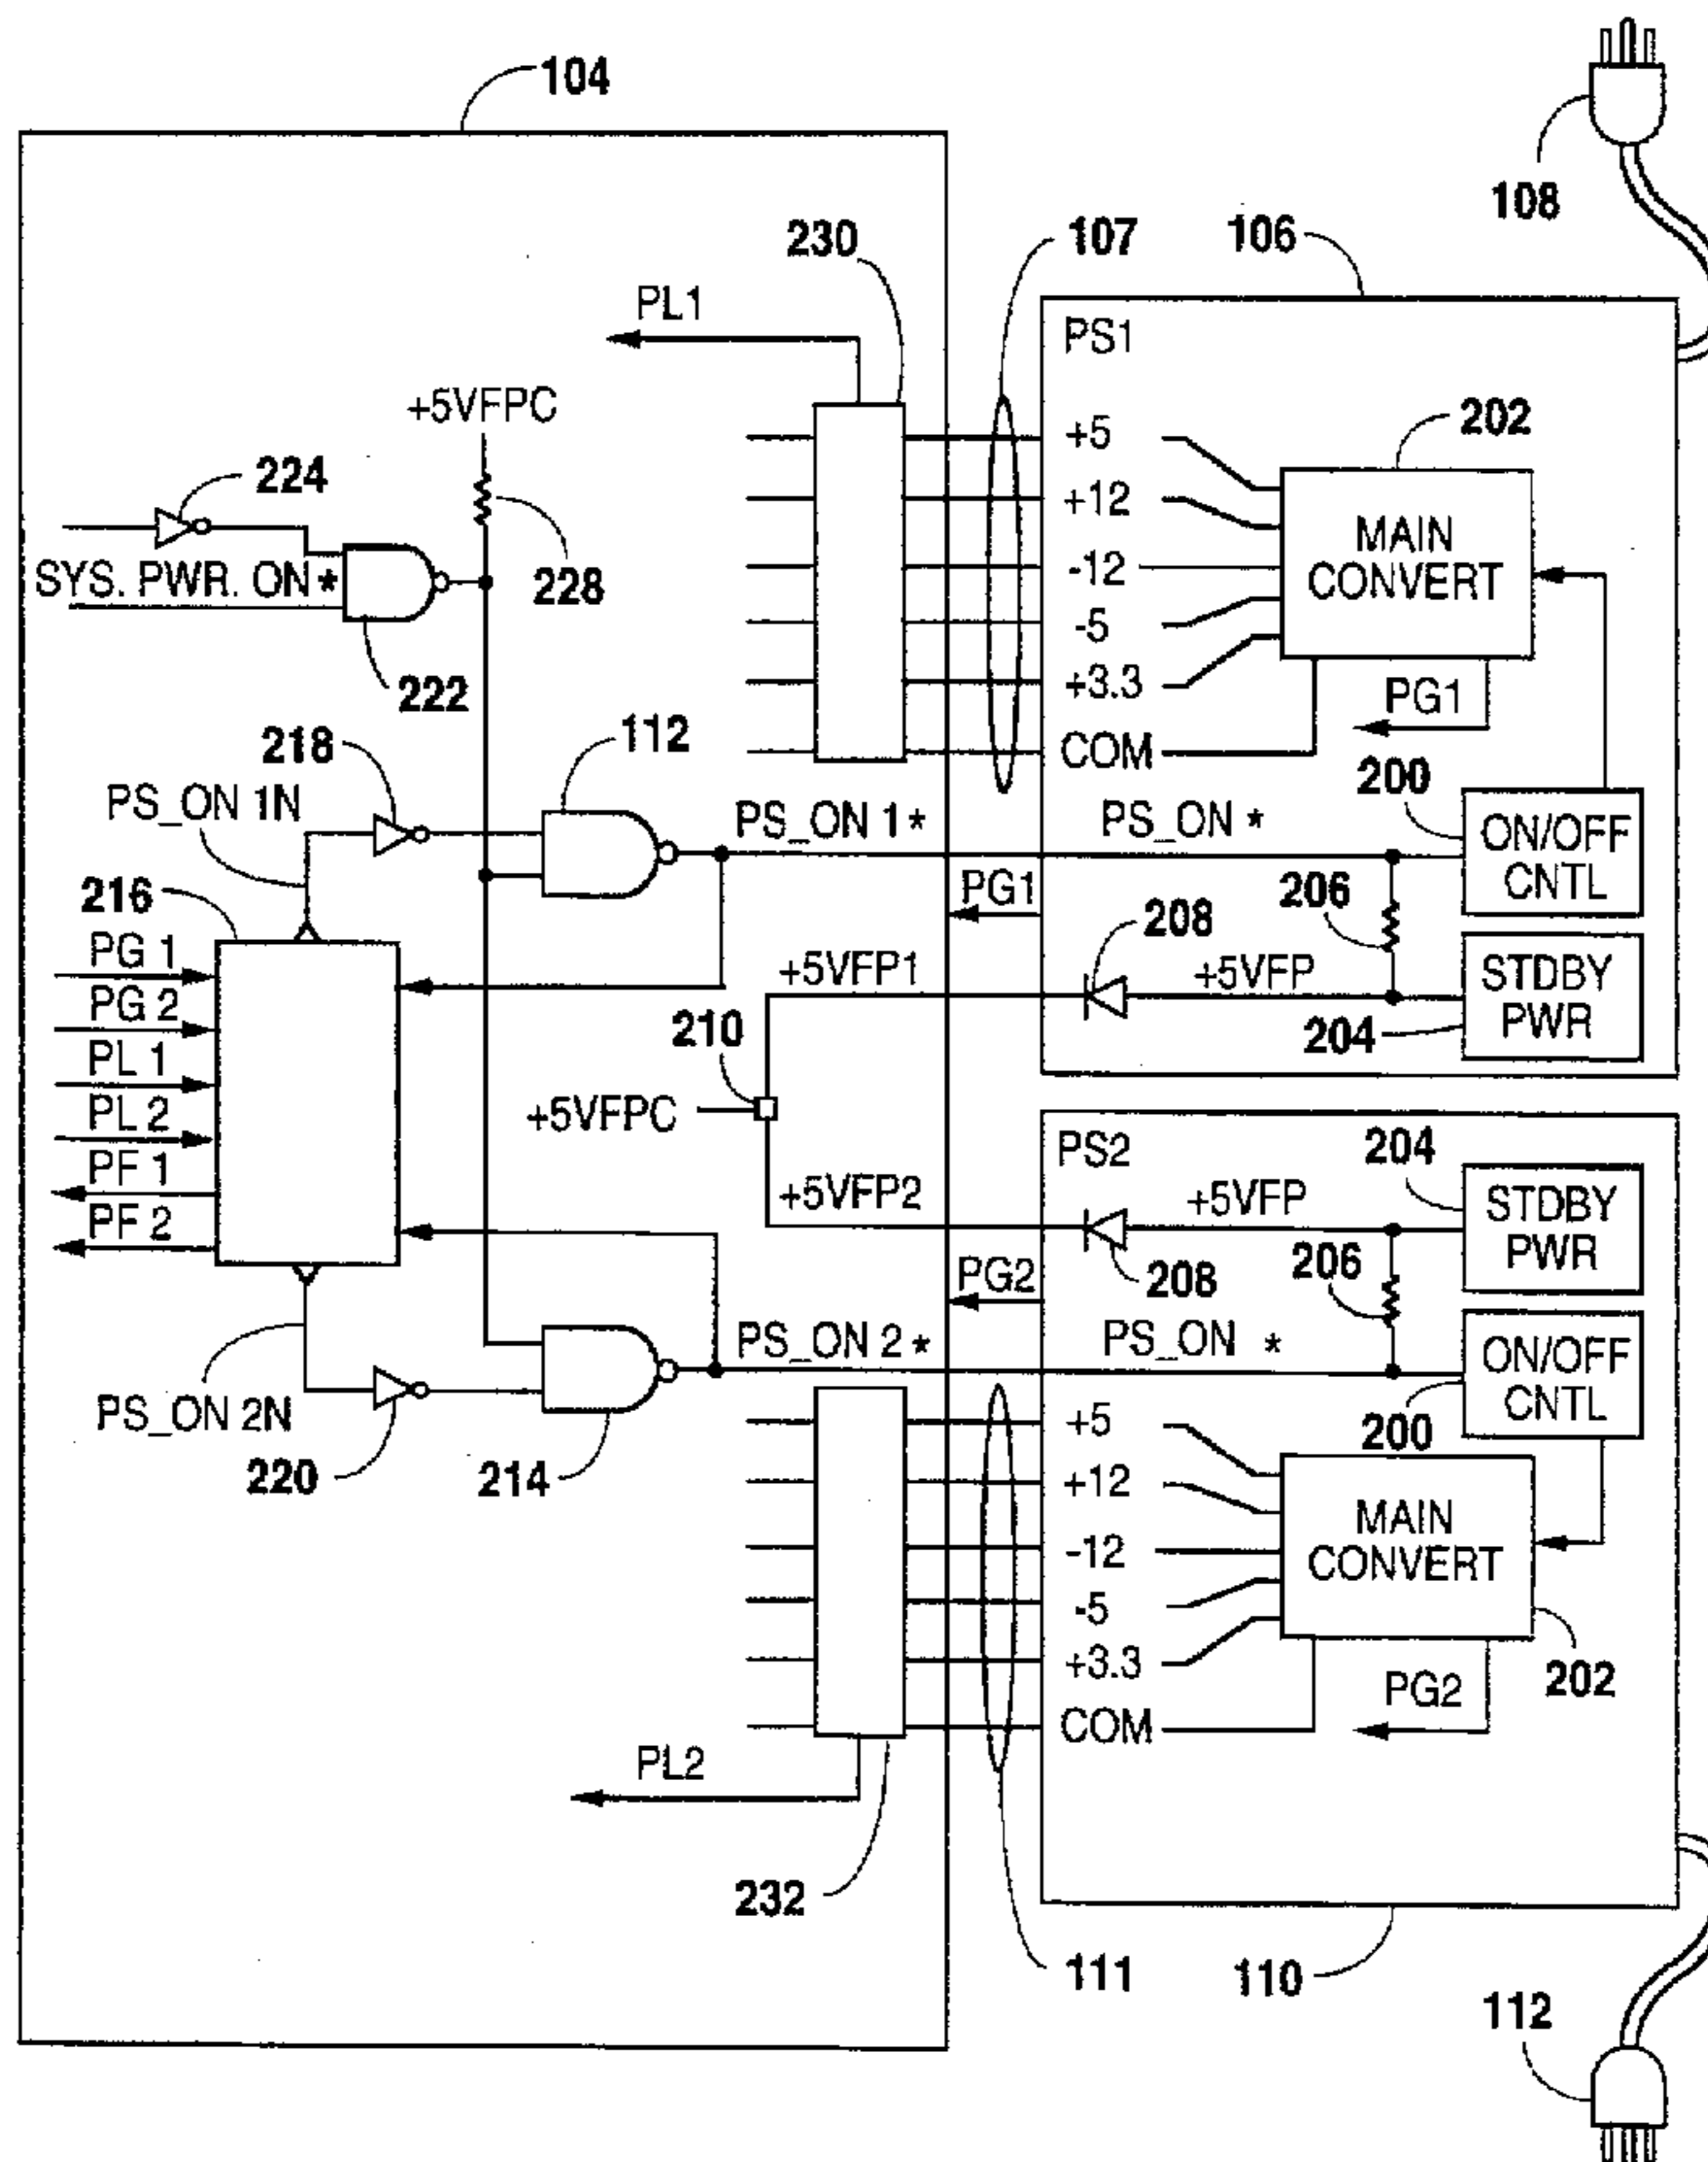 104
108
230
107
106
PL1
PS1
+5VFPC
+5
202
224
+12
MAIN
CONVERT
SYS. PWR. ON *
228
-12
-5
222
+3.3
PG1
218
112
COM
200
PS_ON 1N
PS_ON 1 *
PS_ON *
ON/OFF
CNTL
216
PG1
206
208
PG 1
+5VFP1
+5VFP
STDBY
PWR
PG 2
210
204
PL 1
+5VFPC
PL 2
PS2
204
PF 1
+5VFP2
+5VFP
STDBY
PWR
PF 2
PG2
208
206
PS_ON 2 *
PS_ON *
ON/OFF
CNTL
PS_ON 2N
+5
200
220
214
+12
MAIN
CONVERT
-12
-5
+3.3
PG2
202
COM
PL2
232
111
110
112